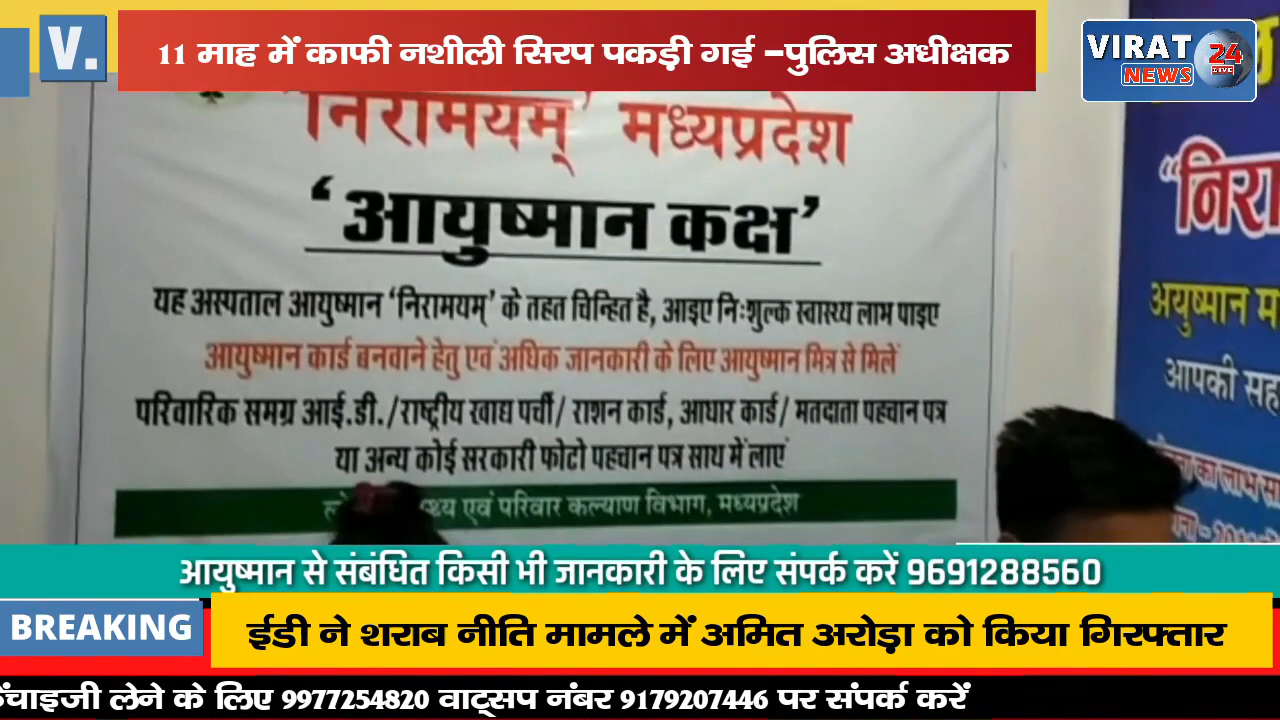 V.
11 माह में काफी नशीली सिरप पकड़ी गई -पुलिस अधीक्षक
VIRAT 24
NEWS LIVE
'निरामयम्' मध्यप्रदेश
'आयुष्मान कक्ष'
यह अस्पताल आयुष्मान 'निरामयम्' के तहत चिन्हित है, आइए निःशुल्क स्वास्थ्य लाभ पाइए
आयुष्मान कार्ड बनवाने हेतु एवं अधिक जानकारी के लिए आयुष्मान मित्र से मिलें
परिवारिक समग्र आई.डी./राष्ट्रीय खाद्य पर्ची/ राशन कार्ड, आधार कार्ड/ मतदाता पहचान पत्र
या अन्य कोई सरकारी फोटो पहचान पत्र साथ में लाएं
एवं परिवार कल्याण विभाग, मध्यप्रदेश
"निरा
अयुष्मान म
आपकी सह
का लाभ
आयुष्मान से संबंधित किसी भी जानकारी के लिए संपर्क करें 9691288560
BREAKING
ईडी ने शराब नीति मामले में अमित अरोड़ा को किया गिरफ्तार
ेंचाइजी लेने के लिए 9977254820 वाट्सप नंबर 9179207446 पर संपर्क करें